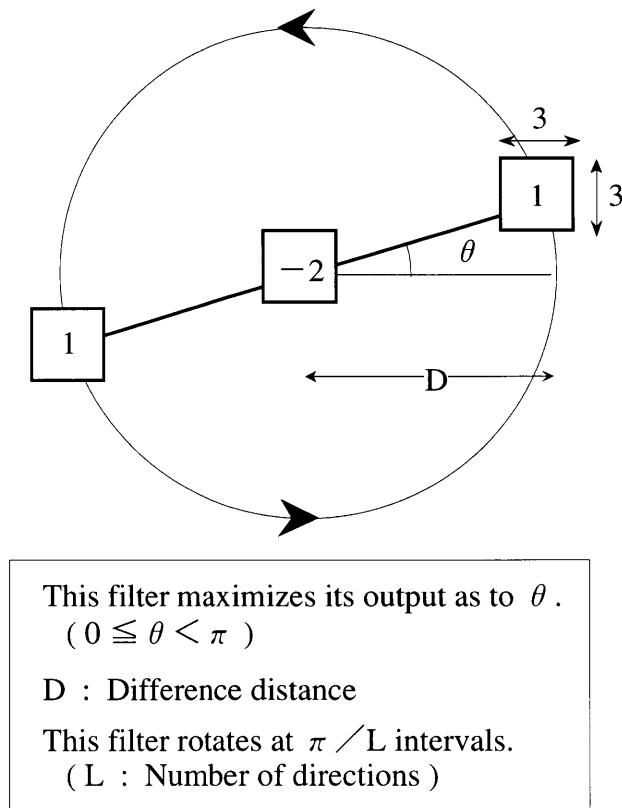 3
1
3
θ
−2
1
D
This filter maximizes its output as to θ.
( 0 ≦ θ < π )
D : Difference distance
This filter rotates at π ／L intervals.
( L : Number of directions )